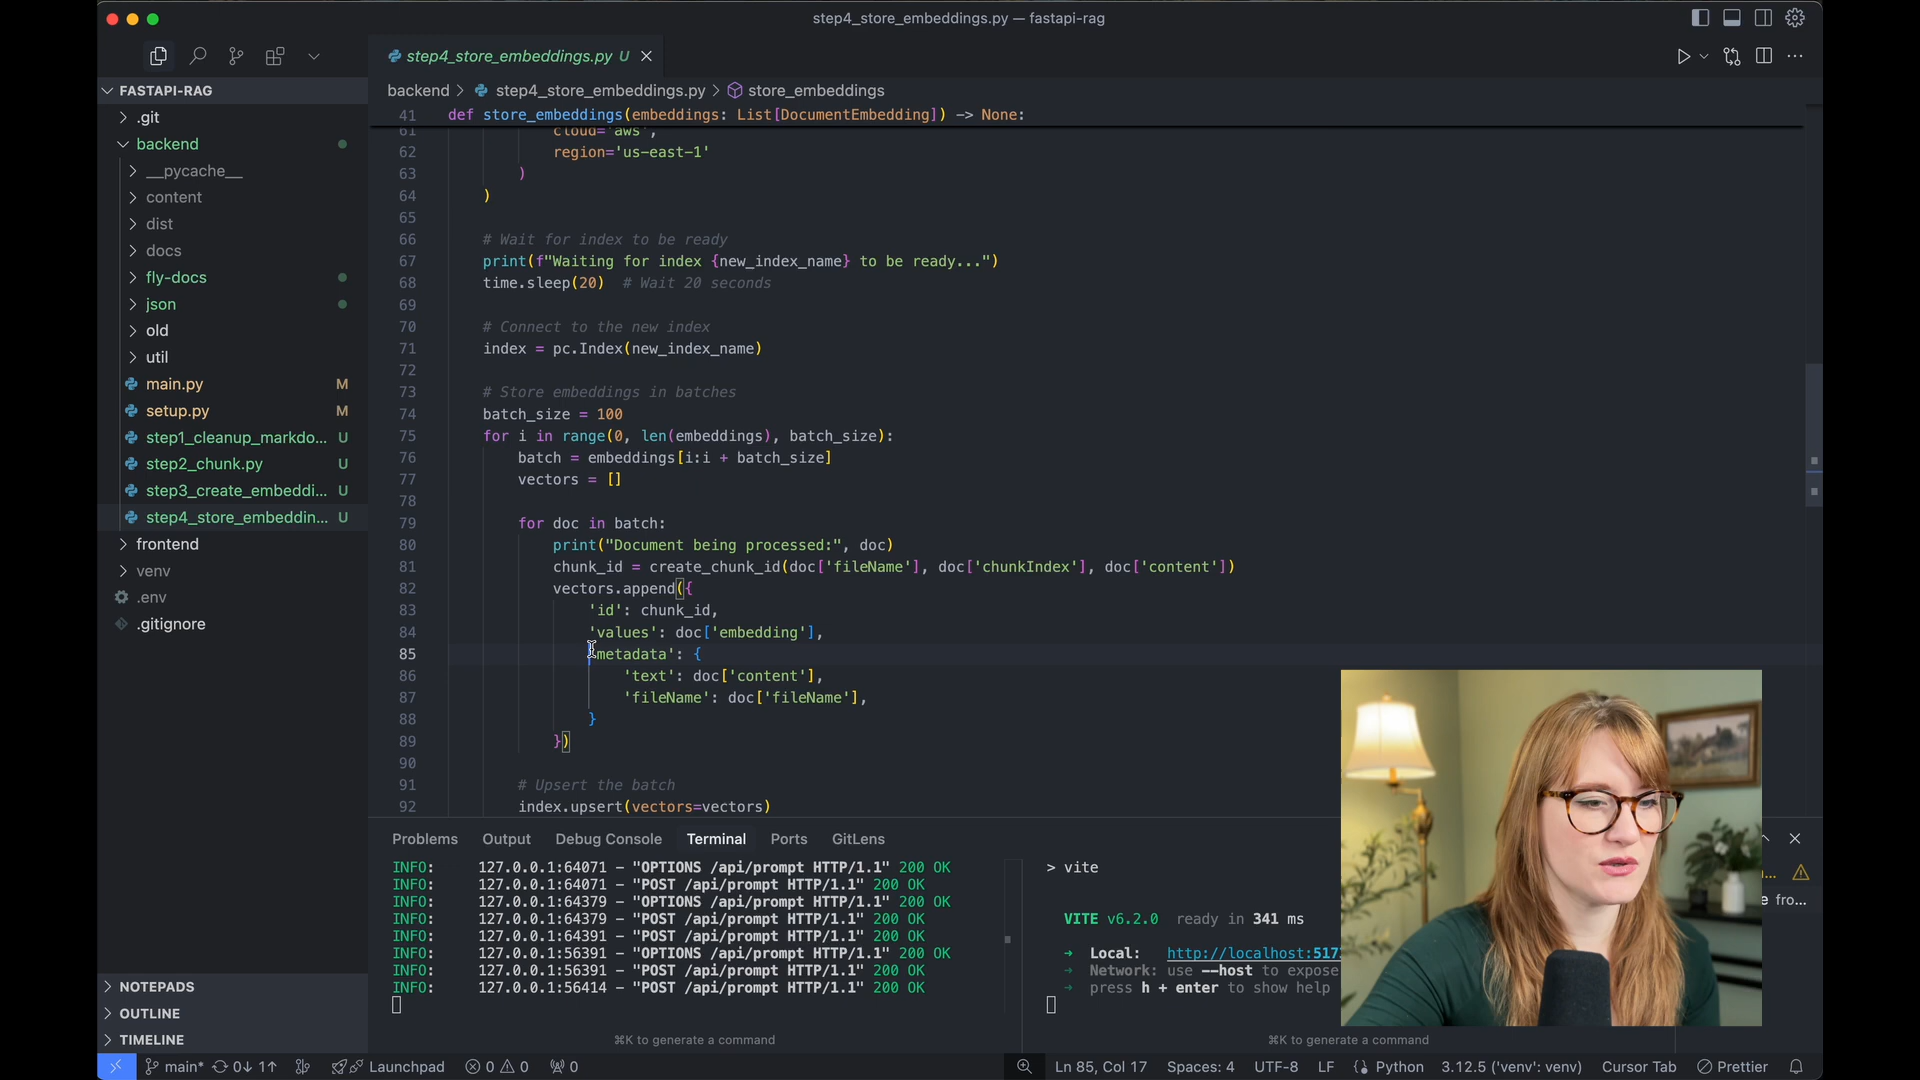 step4_store_embeddings.py — fastapi-rag
step4_store_embeddings.py U
FASTAPI-RAG
backend > step4_store_embeddings.py > store_embeddings
.git
backend
__pycache__
content
dist
docs
fly-docs
json
old
util
main.py M
setup.py M
step1_cleanup_markdo... U
step2_chunk.py U
step3_create_embeddi... U
step4_store_embeddin... U
frontend
venv
.env
.gitignore
NOTEPADS
OUTLINE
TIMELINE
41 def store_embeddings(embeddings: List[DocumentEmbedding]) -> None:
61 cloud='aws',
62 region='us-east-1'
63 )
64 )
65
66 # Wait for index to be ready
67 print(f"Waiting for index {new_index_name} to be ready...")
68 time.sleep(20) # Wait 20 seconds
69
70 # Connect to the new index
71 index = pc.Index(new_index_name)
72
73 # Store embeddings in batches
74 batch_size = 100
75 for i in range(0, len(embeddings), batch_size):
76 batch = embeddings[i:i + batch_size]
77 vectors = []
78
79 for doc in batch:
80 print("Document being processed:", doc)
81 chunk_id = create_chunk_id(doc['fileName'], doc['chunkIndex'], doc['content'])
82 vectors.append({
83 'id': chunk_id,
84 'values': doc['embedding'],
85 'metadata': {
86 'text': doc['content'],
87 'fileName': doc['fileName'],
88 }
89 })
90
91 # Upsert the batch
92 index.upsert(vectors=vectors)
Problems Output Debug Console Terminal Ports GitLens
INFO: 127.0.0.1:64071 - "OPTIONS /api/prompt HTTP/1.1" 200 OK
INFO: 127.0.0.1:64071 - "POST /api/prompt HTTP/1.1" 200 OK
INFO: 127.0.0.1:64379 - "OPTIONS /api/prompt HTTP/1.1" 200 OK
INFO: 127.0.0.1:64379 - "POST /api/prompt HTTP/1.1" 200 OK
INFO: 127.0.0.1:64391 - "POST /api/prompt HTTP/1.1" 200 OK
INFO: 127.0.0.1:56391 - "OPTIONS /api/prompt HTTP/1.1" 200 OK
INFO: 127.0.0.1:56391 - "POST /api/prompt HTTP/1.1" 200 OK
INFO: 127.0.0.1:56414 - "POST /api/prompt HTTP/1.1" 200 OK
⌘K to generate a command
> vite
VITE v6.2.0 ready in 341 ms
➜ Local: http://localhost:517
➜ Network: use --host to expose
➜ press h + enter to show help
⌘K to generate a command
fro...
main* 0↓ 1↑ Launchpad 0 0 0 Ln 85, Col 17 Spaces: 4 UTF-8 LF Python 3.12.5 ('venv': venv) Cursor Tab Prettier